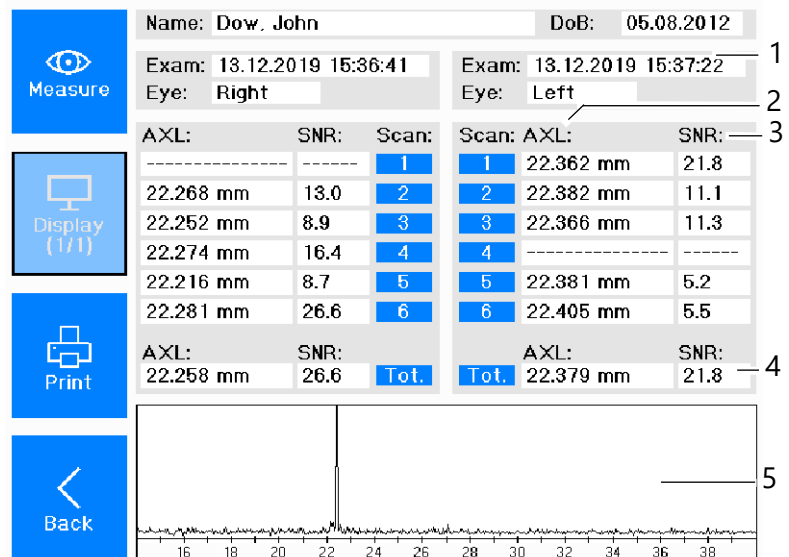 Name: Dow, John DoB: 05.08.2012
Exam: 13.12.2019 15:36:41 Exam: 13.12.2019 15:37:22 1
Measure
Eye: Right Eye: Left
2
AXL: SNR: Scan: Scan: AXL: SNR: 3
--------------- ------ 1 1 22.362 mm 21.8
22.268 mm 13.0 2 2 22.382 mm 11.1
Display 22.252 mm 8.9 3 3 22.366 mm 11.3
(1/1) 22.274 mm 16.4 4 4 --------------- ------
22.216 mm 8.7 5 5 22.381 mm 5.2
22.281 mm 26.6 6 6 22.405 mm 5.5
AXL: SNR: AXL: SNR:
Print 22.258 mm 26.6 Tot. Tot. 22.379 mm 21.8 4
5
Back
16 18 20 22 24 26 28 30 32 34 36 38